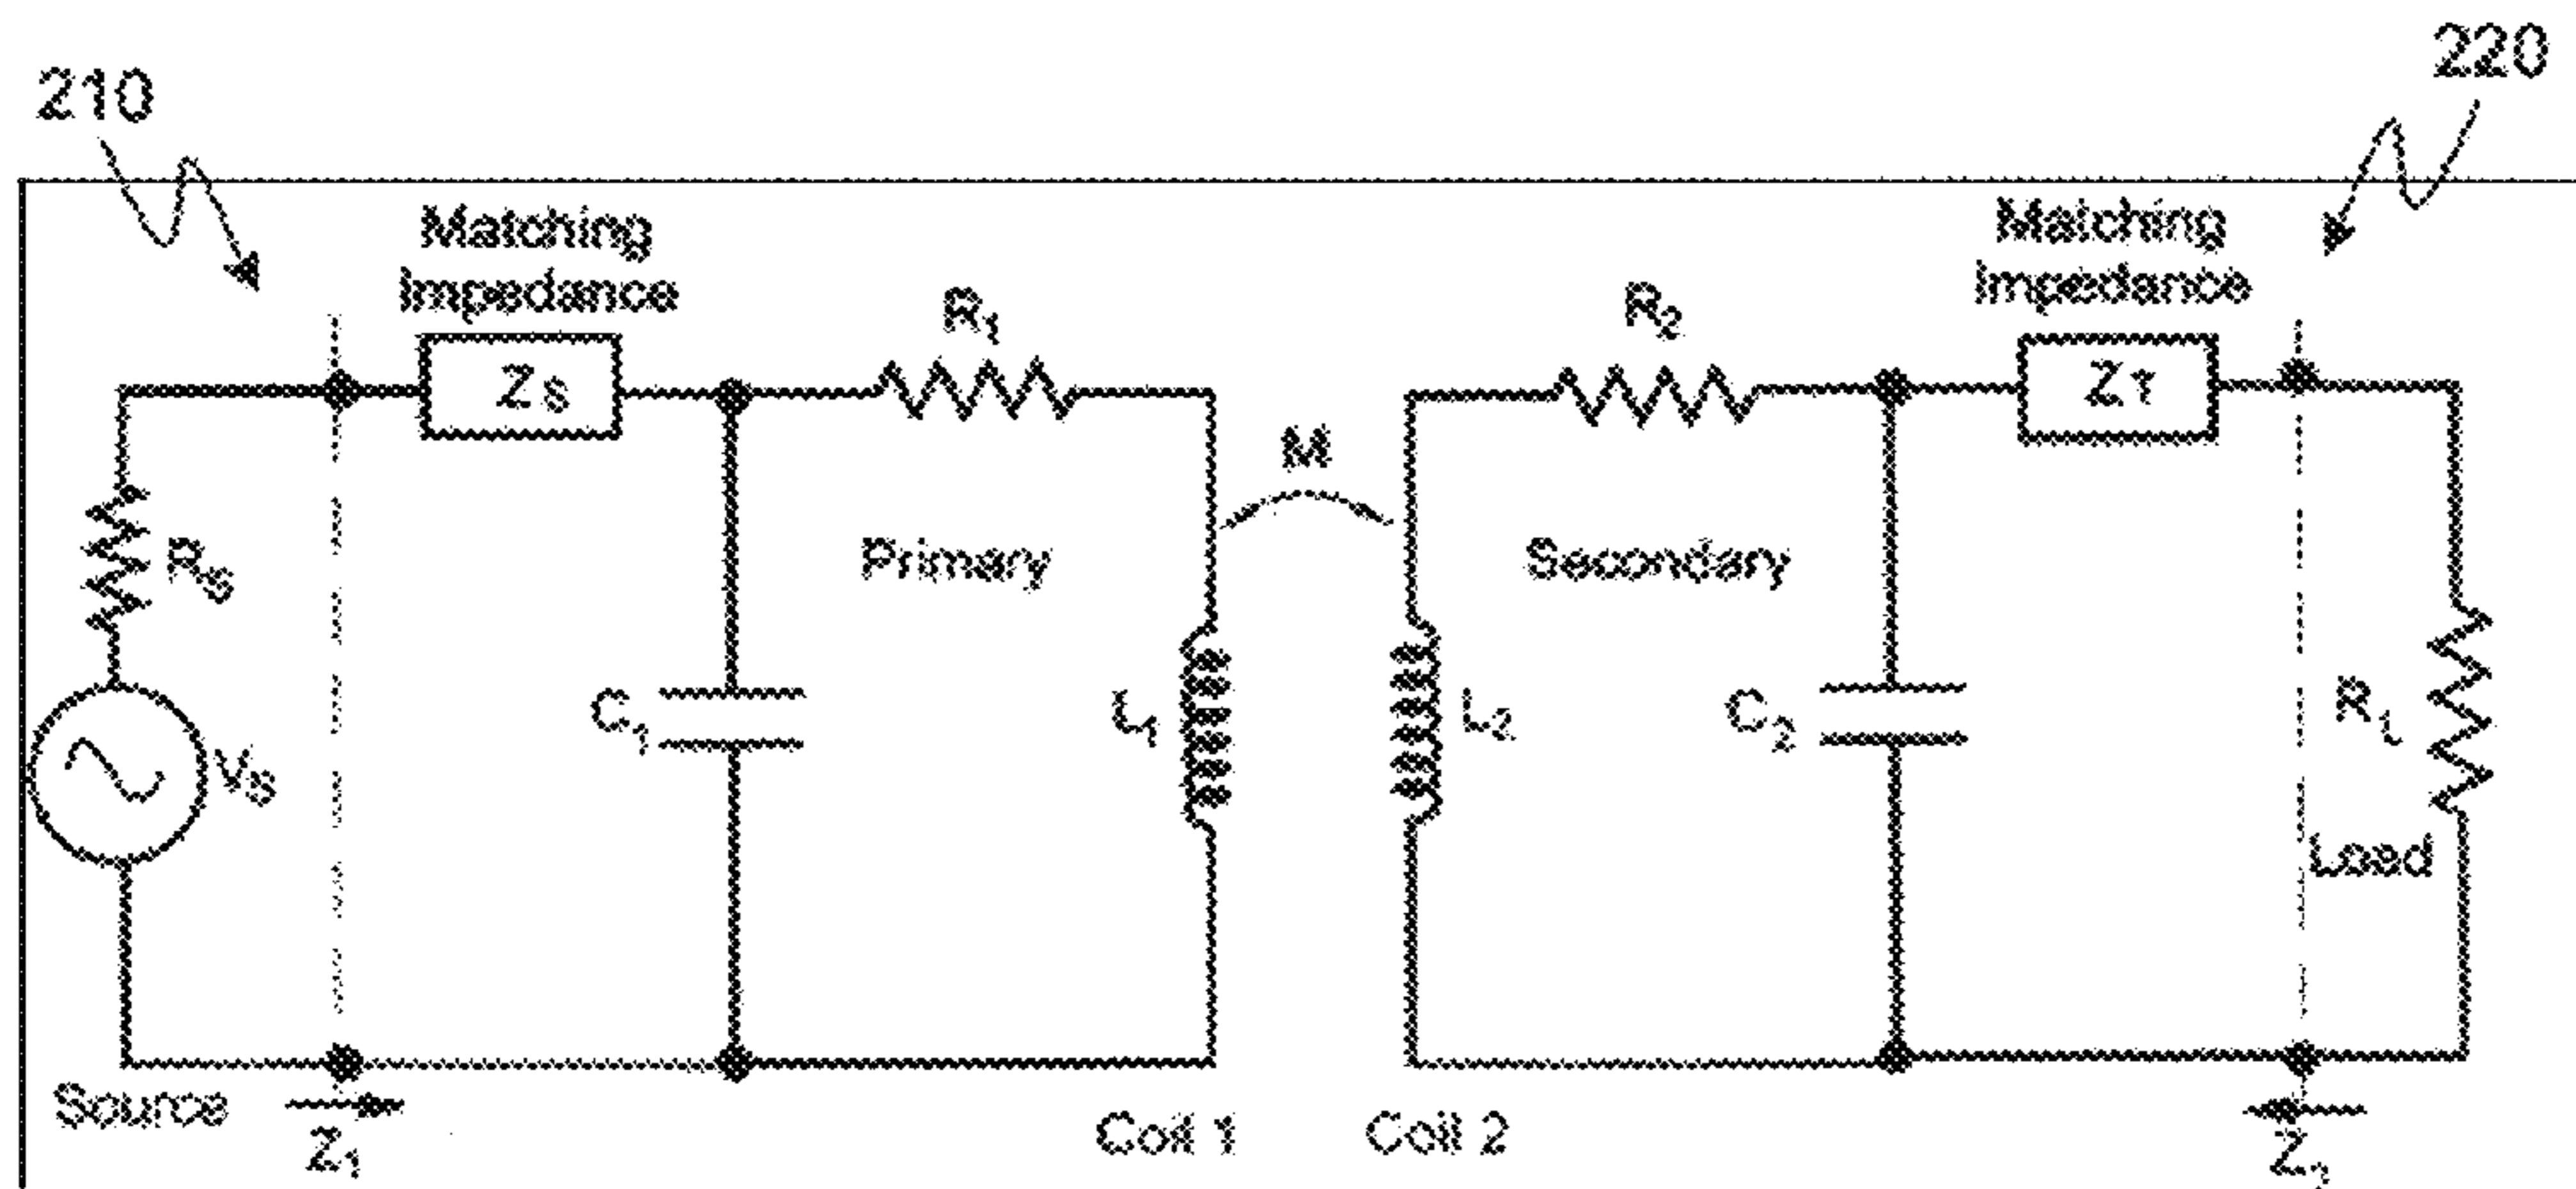 210
220
Matching
Impedance
Matching
Impedance
R1
R2
ZS
ZT
M
RS
Primary
Secondary
VS
C1
L1
L2
C2
RL
Load
Source
Z1
Coil 1
Coil 2